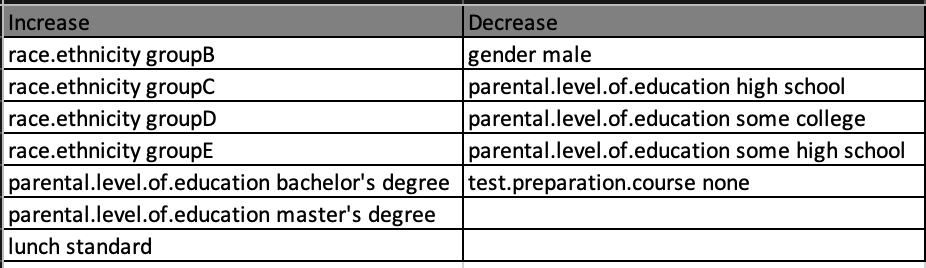 Increase Decrease
race.ethnicity groupB gender male
race.ethnicity groupC parental.level.of.education high school
race.ethnicity groupD parental.level.of.education some college
race.ethnicity groupE parental.level.of.education some high school
parental.level.of.education bachelor's degree test.preparation.course none
parental.level.of.education master's degree
lunch standard